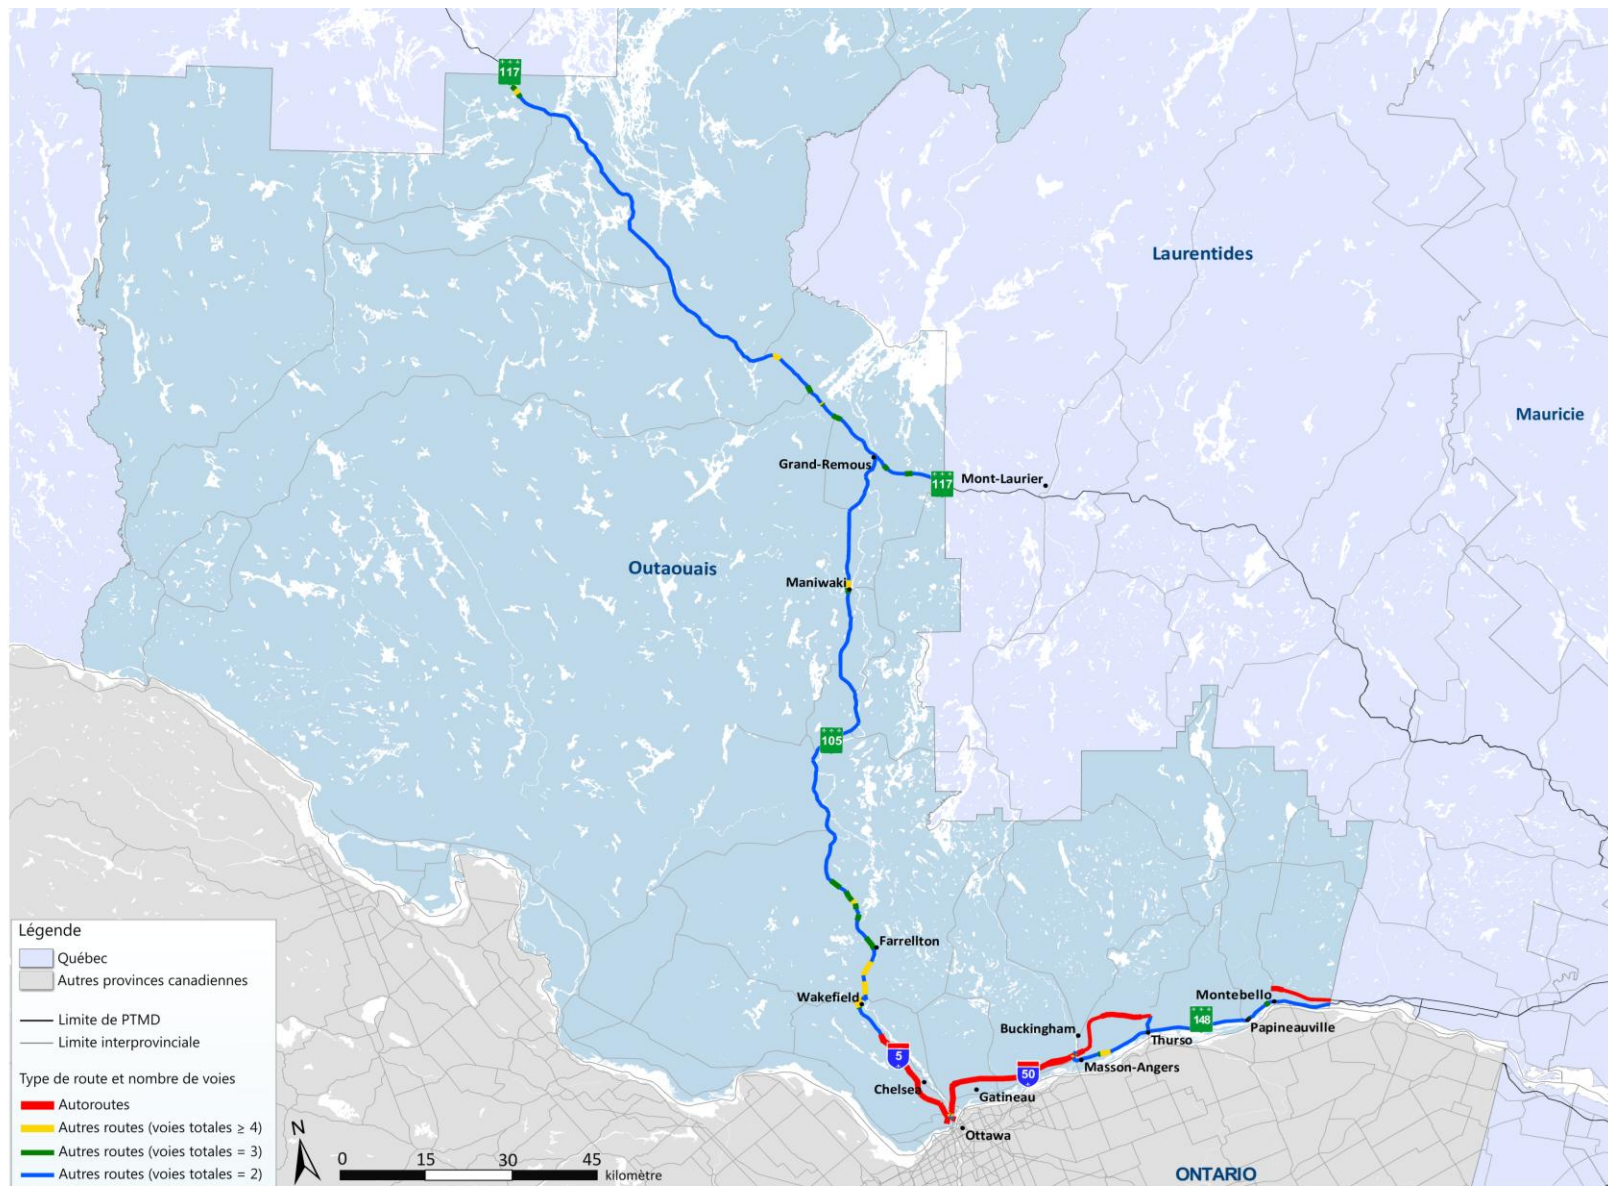 117
Laurentides
Mauricie
Grand-Remous
117
Mont-Laurier
Outaouais
Maniwaki
105
Farrellton
Wakefield
Montebello
148
Papineauville
Buckingham
Thurso
5
50
Masson-Angers
Chelsea
Gatineau
Ottawa
ONTARIO
Légende
Québec
Autres provinces canadiennes
Limite de PTMD
Limite interprovinciale
Type de route et nombre de voies
Autoroutes
Autres routes (voies totales ≥ 4)
Autres routes (voies totales = 3)
Autres routes (voies totales = 2)
N
0 15 30 45
kilomètre